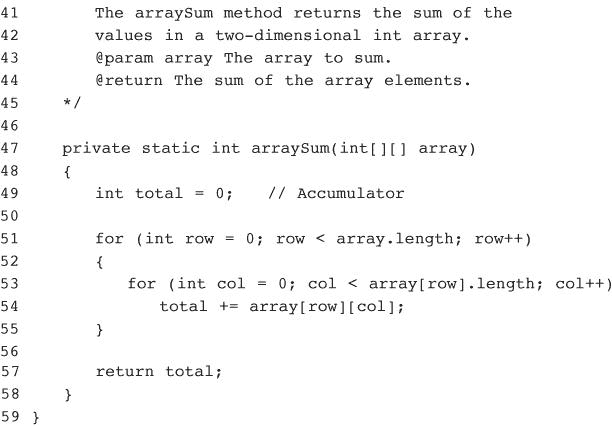 41        The arraySum method returns the sum of the
42        values in a two-dimensional int array.
43        @param array The array to sum.
44        @return The sum of the array elements.
45     */
46
47     private static int arraySum(int[][] array)
48     {
49        int total = 0;   // Accumulator
50
51        for (int row = 0; row < array.length; row++)
52        {
53           for (int col = 0; col < array[row].length; col++)
54              total += array[row][col];
55        }
56
57        return total;
58     }
59 }